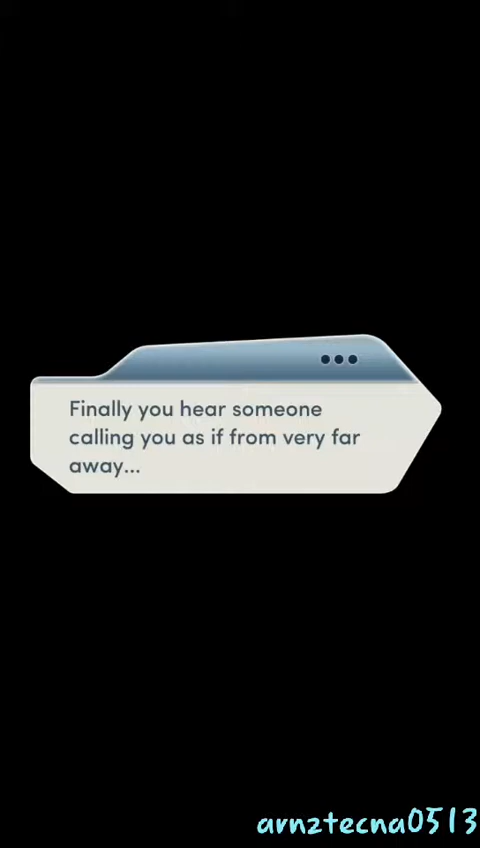 Finally you hear someone
calling you as if from very far
away...
arnztecna0513